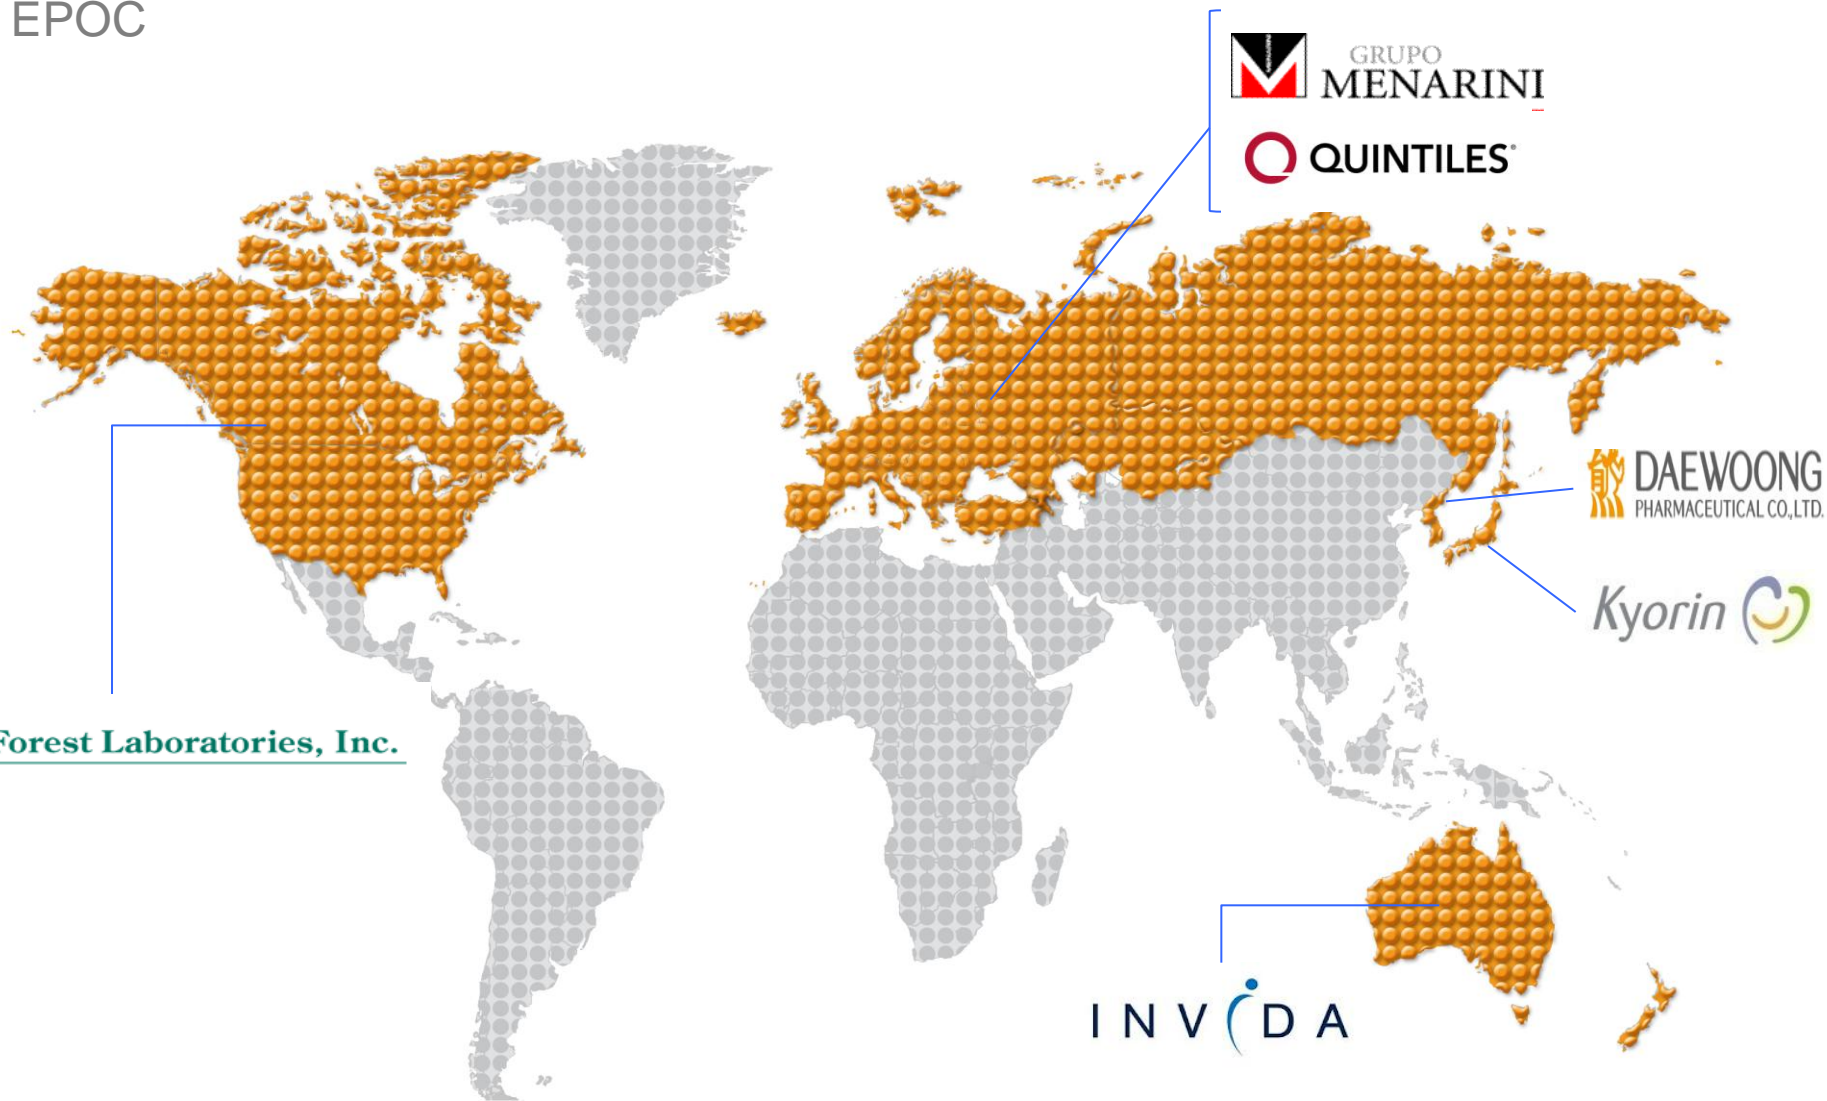 EPOC
GRUPO
MENARINI
QUINTILES®
DAEWOONG
PHARMACEUTICAL CO.,LTD.
Kyorin
Forest Laboratories, Inc.
INVIDA